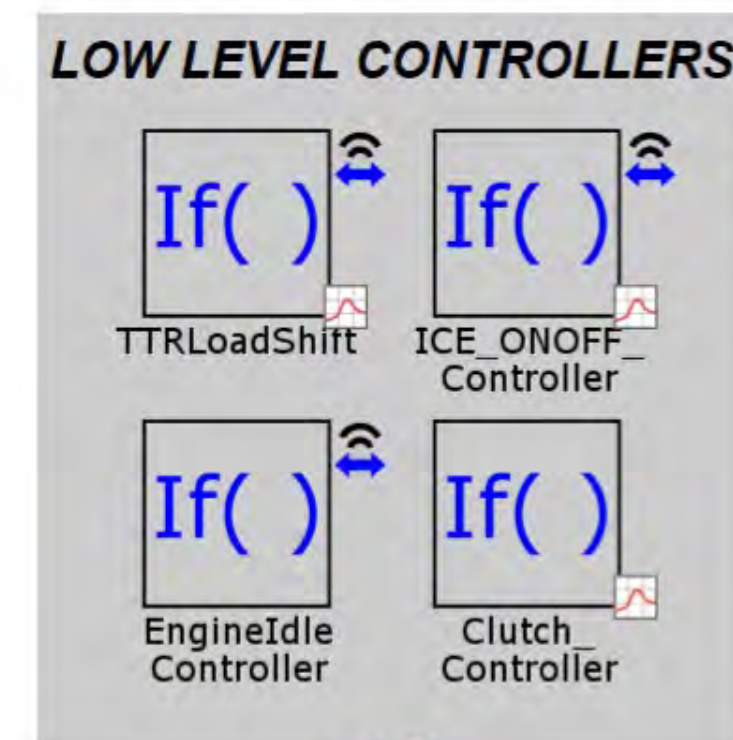 LOW LEVEL CONTROLLERS
If( )
If( )
TTRLoadShift
ICE_ONOFF_
Controller
If( )
If( )
EngineIdle
Controller
Clutch_
Controller